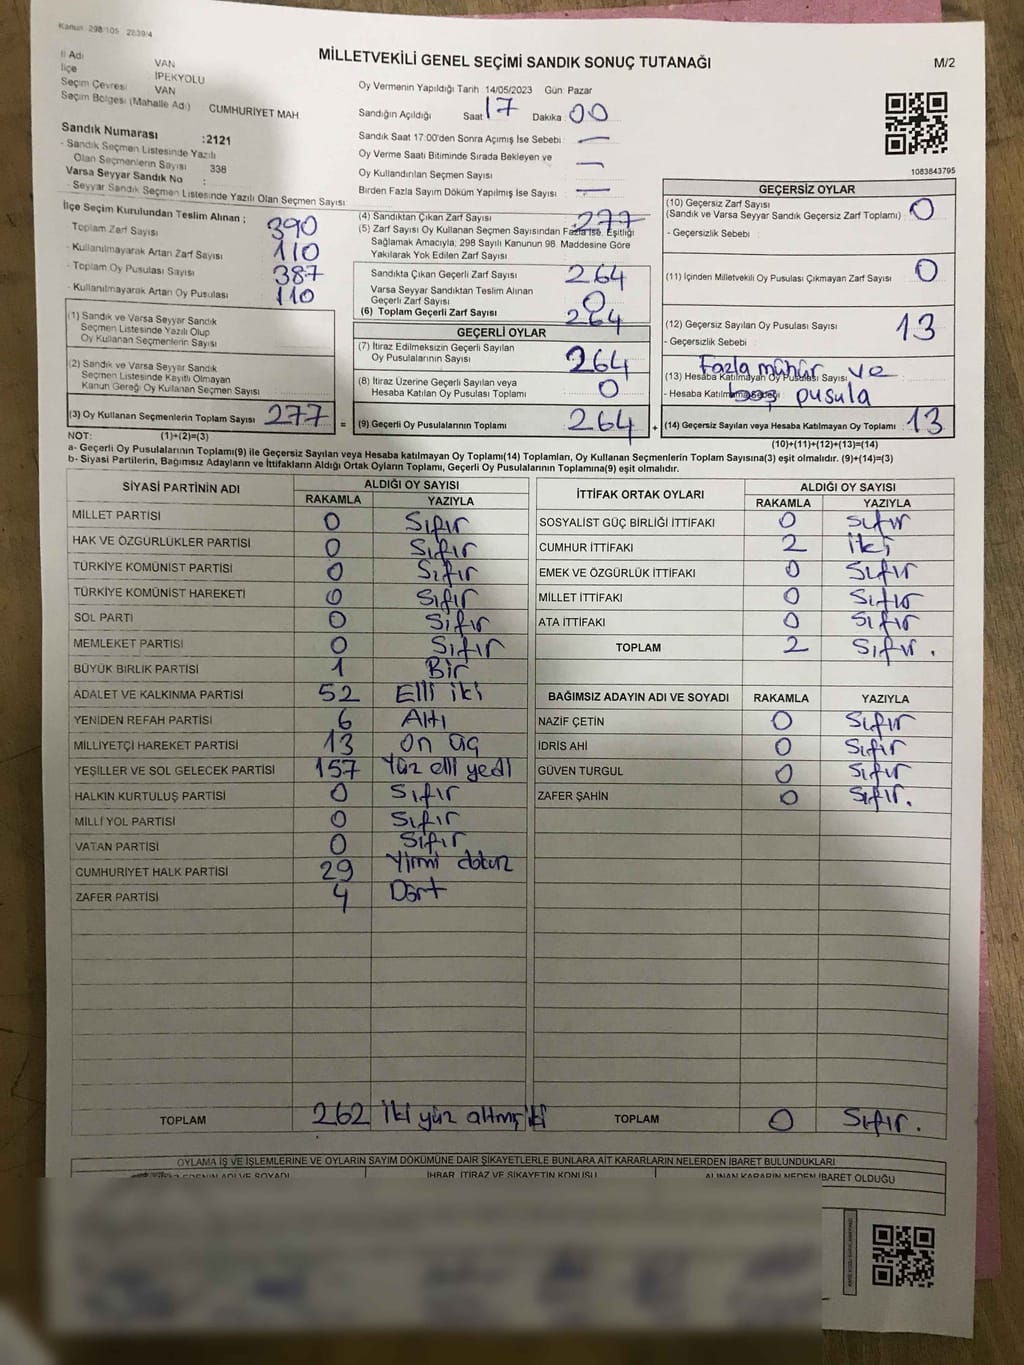 Kanun 298/105 2839/4
MİLLETVEKİLİ GENEL SEÇİMİ SANDIK SONUÇ TUTANAĞI
M/2
İl Adı VAN
İlçe İPEKYOLU
Seçim Çevresi VAN
Seçim Bölgesi (Mahalle Adı) CUMHURİYET MAH
Sandık Numarası :2121
- Sandık Seçmen Listesinde Yazılı
Olan Seçmenlerin Sayısı : 338
Varsa Seyyar Sandık No :
- Seyyar Sandık Seçmen Listesinde Yazılı Olan Seçmen Sayısı
Oy Vermenin Yapıldığı Tarih 14/05/2023 Gün: Pazar
Sandığın Açıldığı Saat 17 Dakika 00
Sandık Saat 17:00'den Sonra Açımış İse Sebebi : —
Oy Verme Saati Bitiminde Sırada Bekleyen ve
Oy Kullandırılan Seçmen Sayısı : —
Birden Fazla Sayım Döküm Yapılmış İse Sayısı : —
1083843795
İlçe Seçim Kurulundan Teslim Alınan ;
Toplam Zarf Sayısı 390
- Kullanılmayarak Artan Zarf Sayısı 110
- Toplam Oy Pusulası Sayısı 387
- Kullanılmayarak Artan Oy Pusulası 110
(1) Sandık ve Varsa Seyyar Sandık
Seçmen Listesinde Yazılı Olup
Oy Kullanan Seçmenlerin Sayısı
(2) Sandık ve Varsa Seyyar Sandık
Seçmen Listesinde Kayıtlı Olmayan
Kanun Gereği Oy Kullanan Seçmen Sayısı
(3) Oy Kullanan Seçmenlerin Toplam Sayısı 277 =
(4) Sandıktan Çıkan Zarf Sayısı 277
(5) Zarf Sayısı Oy Kullanan Seçmen Sayısından Fazla İse, Eşitliği
Sağlamak Amacıyla, 298 Sayılı Kanunun 98. Maddesine Göre
Yakılarak Yok Edilen Zarf Sayısı
Sandıkta Çıkan Geçerli Zarf Sayısı 264
Varsa Seyyar Sandıktan Teslim Alınan
Geçerli Zarf Sayısı 0
(6) Toplam Geçerli Zarf Sayısı 264
GEÇERLİ OYLAR
(7) İtiraz Edilmeksizin Geçerli Sayılan
Oy Pusulalarının Sayısı 264
(8) İtiraz Üzerine Geçerli Sayılan veya
Hesaba Katılan Oy Pusulası Toplamı 0
(9) Geçerli Oy Pusulalarının Toplamı 264 +
GEÇERSİZ OYLAR
(10) Geçersiz Zarf Sayısı
(Sandık ve Varsa Seyyar Sandık Geçersiz Zarf Toplamı) : 0
- Geçersizlik Sebebi :
(11) İçinden Milletvekili Oy Pusulası Çıkmayan Zarf Sayısı 0
(12) Geçersiz Sayılan Oy Pusulası Sayısı 13
- Geçersizlik Sebebi : Fazla mühür ve
(13) Hesaba Katılmayan Oy Pusulası Sayısı
- Hesaba Katılmama Sebebi boş pusula
(14) Geçersiz Sayılan veya Hesaba Katılmayan Oy Toplamı 13
NOT: (1)+(2)=(3)
(10)+(11)+(12)+(13)=(14)
a- Geçerli Oy Pusulalarının Toplamı(9) ile Geçersiz Sayılan veya Hesaba katılmayan Oy Toplamı(14) Toplamları, Oy Kullanan Seçmenlerin Toplam Sayısına(3) eşit olmalıdır. (9)+(14)=(3)
b- Siyasi Partilerin, Bağımsız Adayların ve İttifakların Aldığı Ortak Oyların Toplamı, Geçerli Oy Pusulalarının Toplamına(9) eşit olmalıdır.
SİYASİ PARTİNİN ADI ALDIĞI OY SAYISI
RAKAMLA YAZIYLA
MİLLET PARTİSİ 0 Sıfır
HAK VE ÖZGÜRLÜKLER PARTİSİ 0 Sıfır
TÜRKİYE KOMÜNİST PARTİSİ 0 Sıfır
TÜRKİYE KOMÜNİST HAREKETİ 0 Sıfır
SOL PARTİ 0 Sıfır
MEMLEKET PARTİSİ 0 Sıfır
BÜYÜK BİRLİK PARTİSİ 1 Bir
ADALET VE KALKINMA PARTİSİ 52 Elli iki
YENİDEN REFAH PARTİSİ 6 Altı
MİLLİYETÇİ HAREKET PARTİSİ 13 on üç
YEŞİLLER VE SOL GELECEK PARTİSİ 157 Yüz elli yedi
HALKIN KURTULUŞ PARTİSİ 0 Sıfır
MİLLİ YOL PARTİSİ 0 Sıfır
VATAN PARTİSİ 0 Sıfır
CUMHURİYET HALK PARTİSİ 29 Yirmi dokuz
ZAFER PARTİSİ 4 Dört
TOPLAM 262 İki yüz altmış iki
İTTİFAK ORTAK OYLARI ALDIĞI OY SAYISI
RAKAMLA YAZIYLA
SOSYALİST GÜÇ BİRLİĞİ İTTİFAKI 0 Sıfır
CUMHUR İTTİFAKI 2 iki
EMEK VE ÖZGÜRLÜK İTTİFAKI 0 Sıfır
MİLLET İTTİFAKI 0 Sıfır
ATA İTTİFAKI 0 Sıfır
TOPLAM 2 Sıfır.
BAĞIMSIZ ADAYIN ADI VE SOYADI RAKAMLA YAZIYLA
NAZİF ÇETİN 0 Sıfır
İDRİS AHİ 0 Sıfır
GÜVEN TURGUL 0 Sıfır
ZAFER ŞAHİN 0 Sıfır.
TOPLAM 0 Sıfır.
OYLAMA İŞ VE İŞLEMLERİNE VE OYLARIN SAYIM DÖKÜMÜNE DAİR ŞİKAYETLERLE BUNLARA AİT KARARLARIN NELERDEN İBARET BULUNDUKLARI
ADI VE SOYADI İHBAR, İTİRAZ VE ŞİKAYETİN KONUSU ALINAN KARARIN NEDEN İBARET OLDUĞU